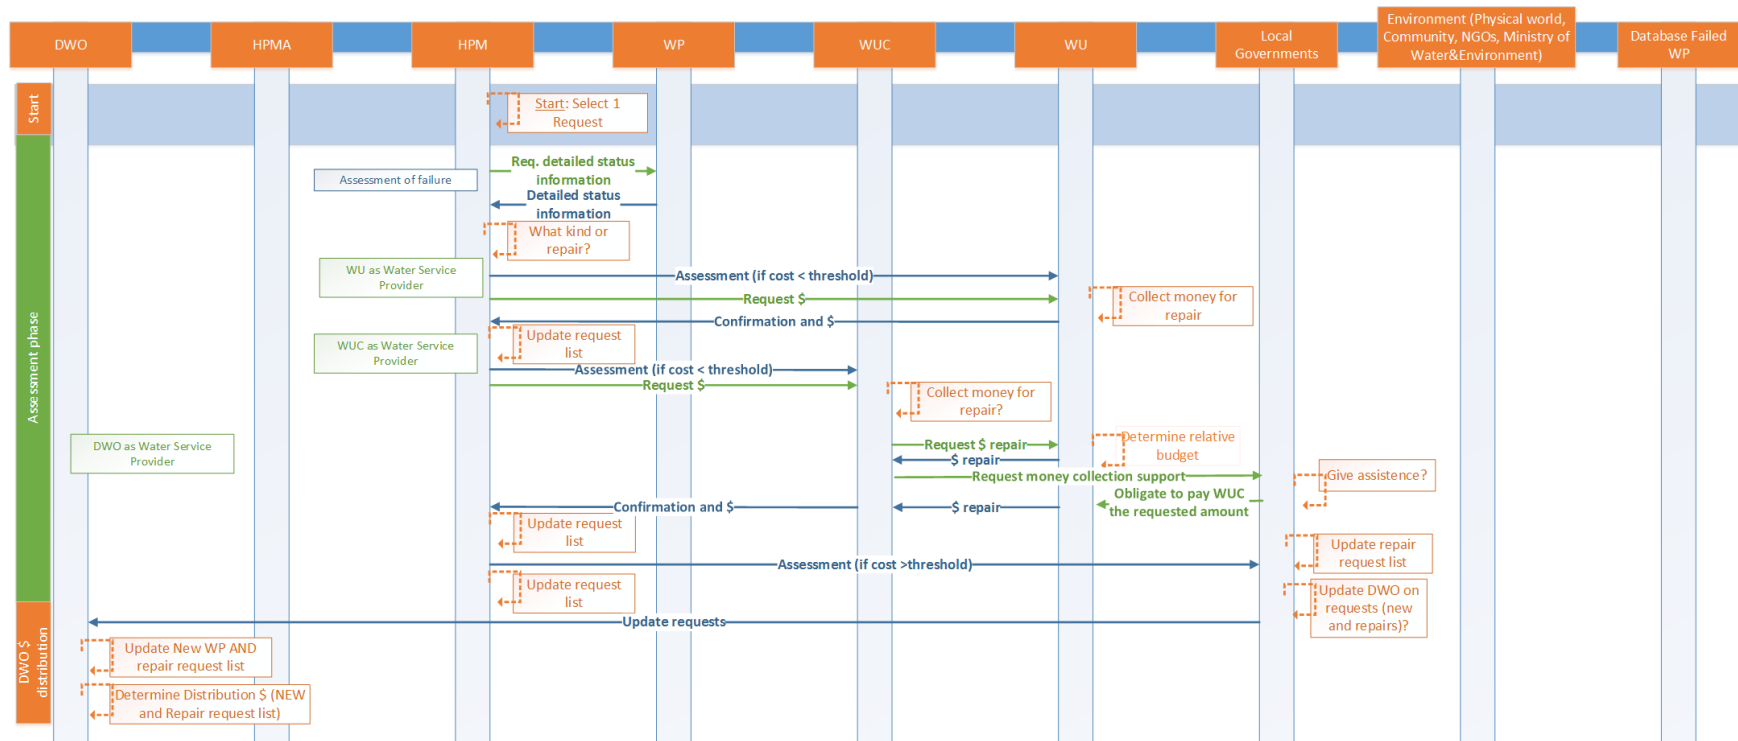 DWO
HPMA
HPM
WP
WUC
WU
Local
Governments
Environment (Physical world,
Community, NGOs, Ministry of
Water&Environment)
Database Failed
WP
Start
Start: Select 1
Request
Assessment phase
Assessment of failure
Req. detailed status
information
Detailed status
information
What kind or
repair?
WU as Water Service
Provider
Assessment (if cost < threshold)
Request $
Collect money for
repair
Confirmation and $
Update request
list
WUC as Water Service
Provider
Assessment (if cost < threshold)
Request $
Collect money for
repair?
DWO as Water Service
Provider
Request $ repair
Determine relative
budget
$ repair
Request money collection support
Give assistence?
Obligate to pay WUC
the requested amount
Confirmation and $
$ repair
Update request
list
Update repair
request list
Assessment (if cost >threshold)
Update request
list
Update DWO on
requests (new
and repairs)?
DWO $
distribution
Update requests
Update New WP AND
repair request list
Determine Distribution $ (NEW
and Repair request list)